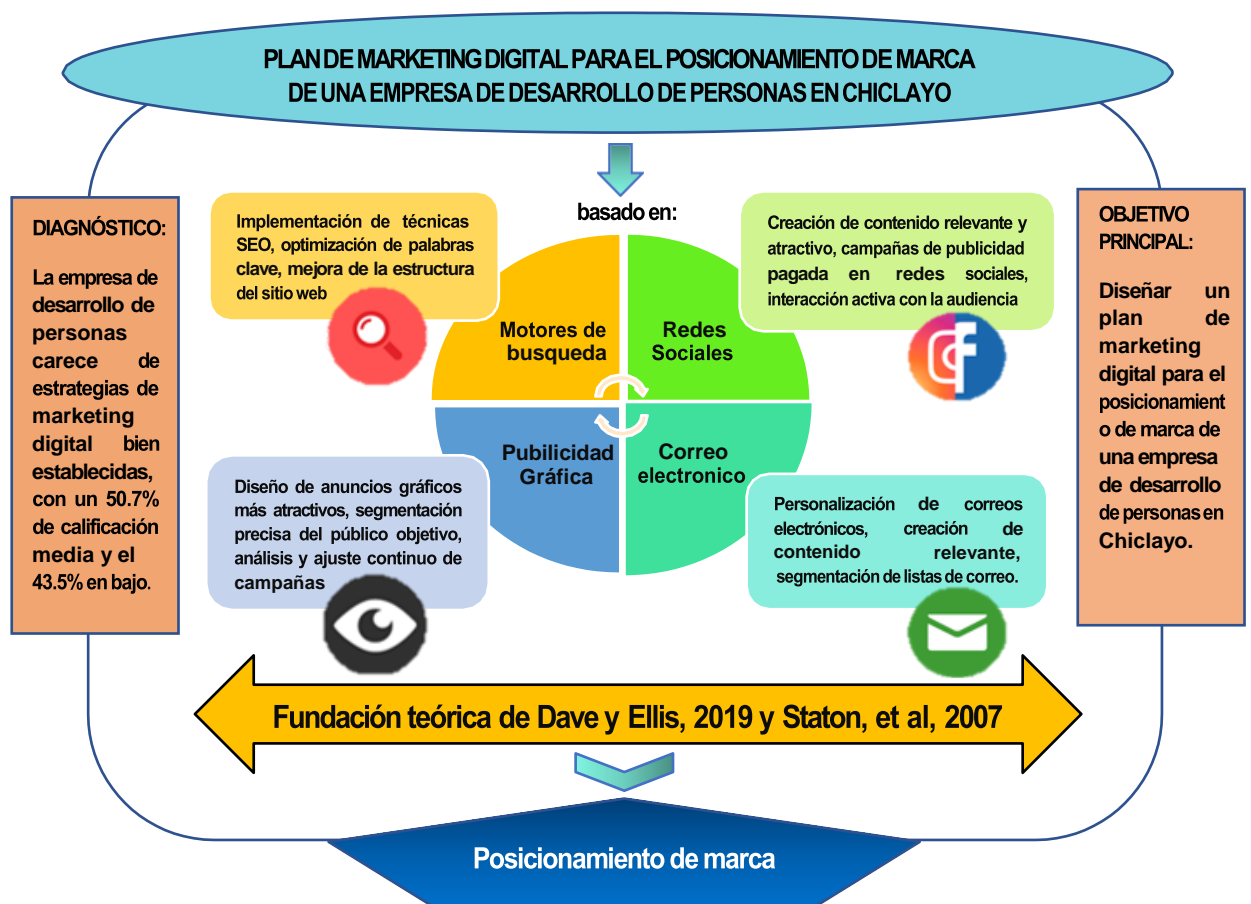 PLAN DE MARKETING DIGITAL PARA EL POSICIONAMIENTO DE MARCA
DE UNA EMPRESA DE DESARROLLO DE PERSONAS EN CHICLAYO
basado en:
DIAGNÓSTICO:
La empresa de
desarrollo de
personas
carece de
estrategias de
marketing
digital bien
establecidas,
con un 50.7%
de calificación
media y el
43.5% en bajo.
Implementación de técnicas
SEO, optimización de palabras
clave, mejora de la estructura
del sitio web
Motores de
busqueda
Redes
Sociales
Creación de contenido relevante y
atractivo, campañas de publicidad
pagada en redes sociales,
interacción activa con la audiencia
Diseño de anuncios gráficos
más atractivos, segmentación
precisa del público objetivo,
análisis y ajuste continuo de
campañas
Pubilicidad
Gráfica
Correo
electronico
Personalización de correos
electrónicos, creación de
contenido relevante,
segmentación de listas de correo.
OBJETIVO
PRINCIPAL:
Diseñar un
plan de
marketing
digital para el
posicionamient
o de marca de
una empresa
de desarrollo
de personas en
Chiclayo.
Fundación teórica de Dave y Ellis, 2019 y Staton, et al, 2007
Posicionamiento de marca